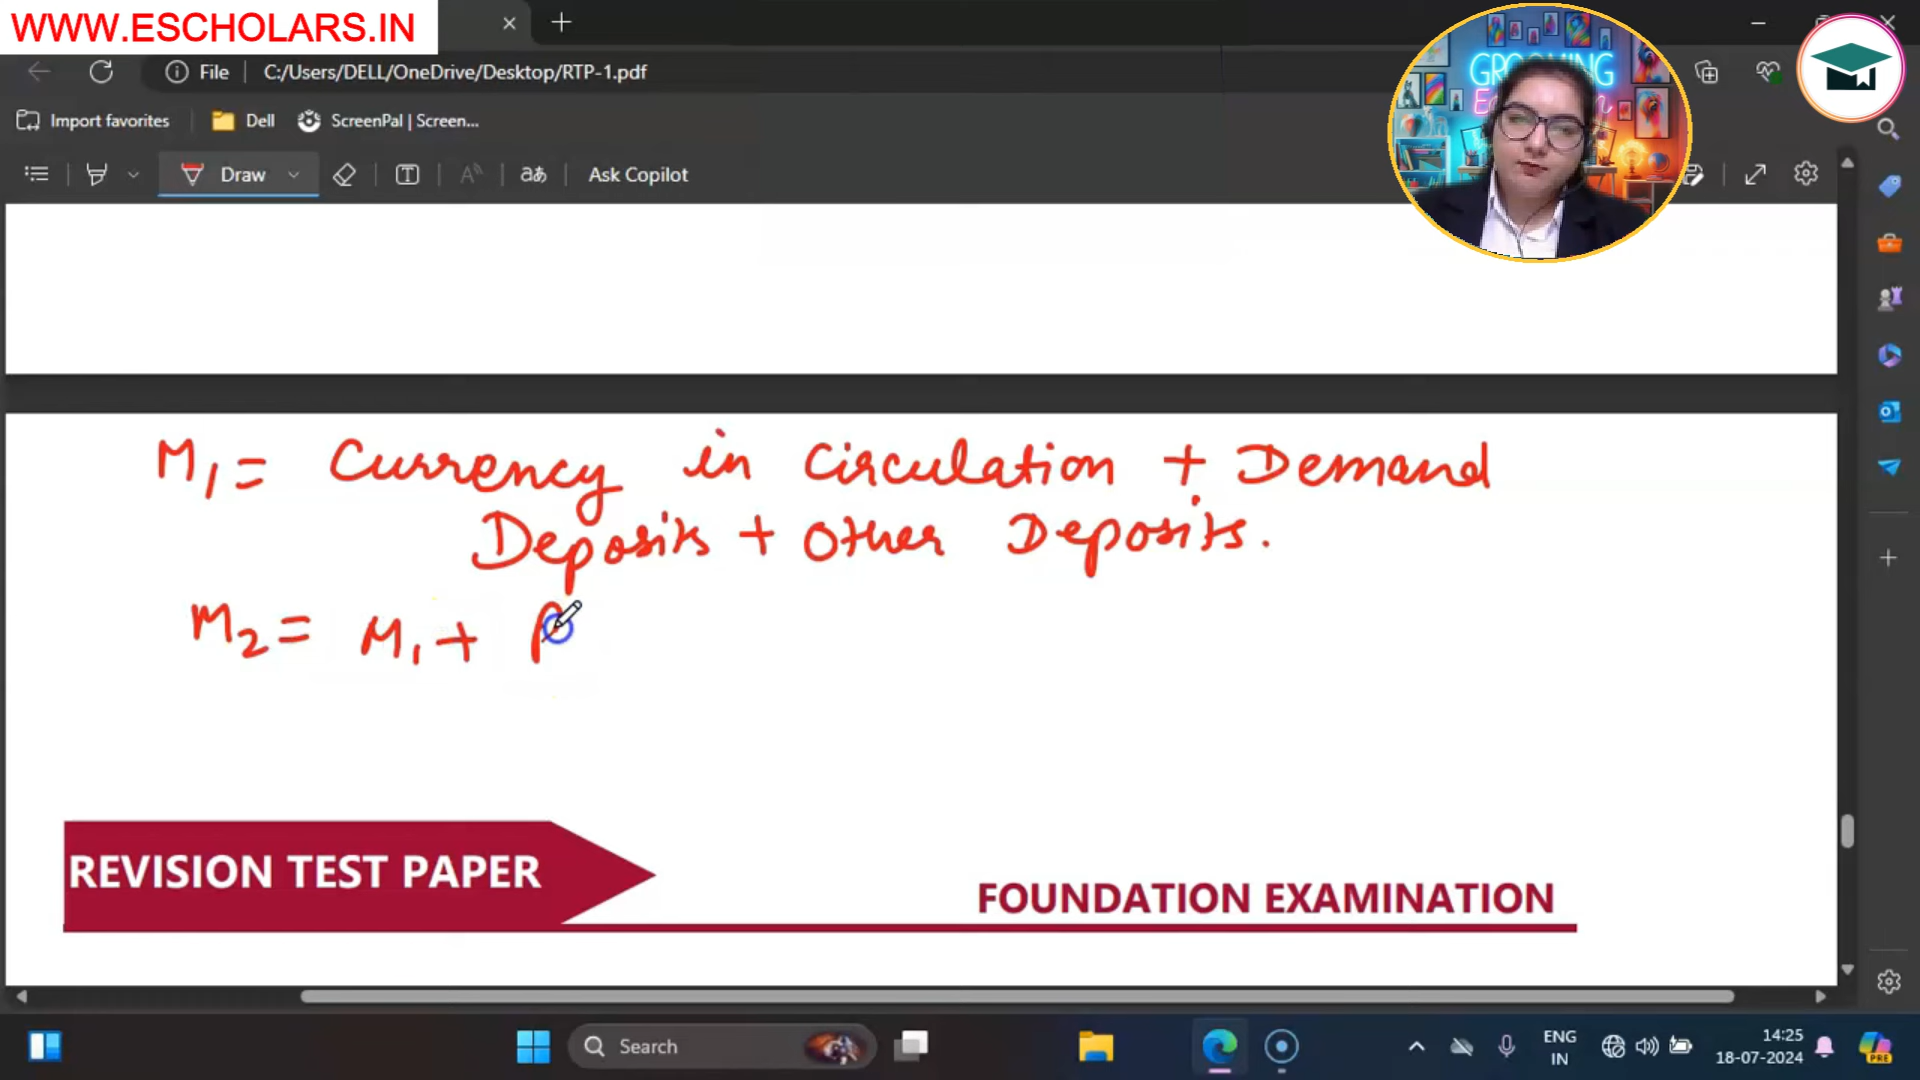 WWW.ESCHOLARS.IN
File C:/Users/DELL/OneDrive/Desktop/RTP-1.pdf
Import favorites Dell ScreenPal | Screen...
Draw Ask Copilot
GROOMING
M1 = Currency in Circulation + Demand
Deposits + Other Deposits.
M2 = M1 + P
REVISION TEST PAPER
FOUNDATION EXAMINATION
Search
ENG
IN
14:25
18-07-2024
PRE